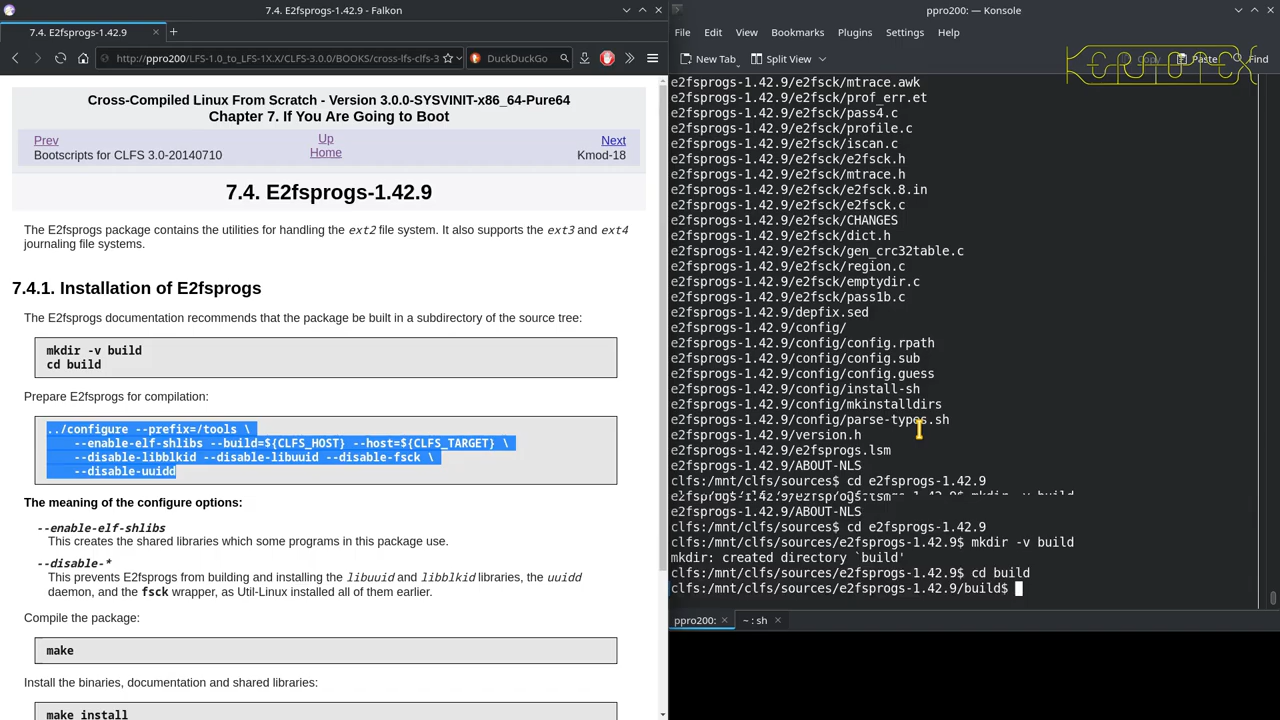 7.4. E2fsprogs-1.42.9 - Falkon
7.4. E2fsprogs-1.42.9
http://ppro200/LFS-1.0_to_LFS-1X.X/CLFS-3.0.0/BOOKS/cross-lfs-clfs-3
DuckDuckGo
Cross-Compiled Linux From Scratch - Version 3.0.0-SYSVINIT-x86_64-Pure64
Chapter 7. If You Are Going to Boot
Prev
Up
Next
Bootscripts for CLFS 3.0-20140710
Home
Kmod-18
7.4. E2fsprogs-1.42.9
The E2fsprogs package contains the utilities for handling the ext2 file system. It also supports the ext3 and ext4
journaling file systems.
7.4.1. Installation of E2fsprogs
The E2fsprogs documentation recommends that the package be built in a subdirectory of the source tree:
mkdir -v build
cd build
Prepare E2fsprogs for compilation:
../configure --prefix=/tools \
--enable-elf-shlibs --build=${CLFS_HOST} --host=${CLFS_TARGET} \
--disable-libblkid --disable-libuuid --disable-fsck \
--disable-uuidd
The meaning of the configure options:
--enable-elf-shlibs
This creates the shared libraries which some programs in this package use.
--disable-*
This prevents E2fsprogs from building and installing the libuuid and libblkid libraries, the uuidd
daemon, and the fsck wrapper, as Util-Linux installed all of them earlier.
Compile the package:
make
Install the binaries, documentation and shared libraries:
make install
ppro200: — Konsole
File Edit View Bookmarks Plugins Settings Help
New Tab Split View Copy Paste Find
e2fsprogs-1.42.9/e2fsck/mtrace.awk
e2fsprogs-1.42.9/e2fsck/prof_err.et
e2fsprogs-1.42.9/e2fsck/pass4.c
e2fsprogs-1.42.9/e2fsck/profile.c
e2fsprogs-1.42.9/e2fsck/iscan.c
e2fsprogs-1.42.9/e2fsck/e2fsck.h
e2fsprogs-1.42.9/e2fsck/mtrace.h
e2fsprogs-1.42.9/e2fsck/e2fsck.8.in
e2fsprogs-1.42.9/e2fsck/e2fsck.c
e2fsprogs-1.42.9/e2fsck/CHANGES
e2fsprogs-1.42.9/e2fsck/dict.h
e2fsprogs-1.42.9/e2fsck/gen_crc32table.c
e2fsprogs-1.42.9/e2fsck/region.c
e2fsprogs-1.42.9/e2fsck/emptydir.c
e2fsprogs-1.42.9/e2fsck/pass1b.c
e2fsprogs-1.42.9/depfix.sed
e2fsprogs-1.42.9/config/
e2fsprogs-1.42.9/config/config.rpath
e2fsprogs-1.42.9/config/config.sub
e2fsprogs-1.42.9/config/config.guess
e2fsprogs-1.42.9/config/install-sh
e2fsprogs-1.42.9/config/mkinstalldirs
e2fsprogs-1.42.9/config/parse-types.sh
e2fsprogs-1.42.9/version.h
e2fsprogs-1.42.9/e2fsprogs.lsm
e2fsprogs-1.42.9/ABOUT-NLS
clfs:/mnt/clfs/sources$ cd e2fsprogs-1.42.9
e2fsprogs-1.42.9/ABOUT-NLS
clfs:/mnt/clfs/sources$ cd e2fsprogs-1.42.9
clfs:/mnt/clfs/sources/e2fsprogs-1.42.9$ mkdir -v build
mkdir: created directory `build'
clfs:/mnt/clfs/sources/e2fsprogs-1.42.9$ cd build
clfs:/mnt/clfs/sources/e2fsprogs-1.42.9/build$
ppro200:
~ : sh